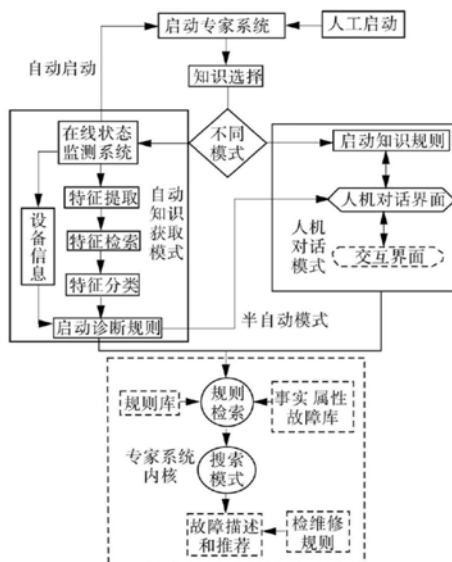 启动专家系统
人工启动
自动启动
知识选择
不同
模式
在线状态
监测系统
启动知识规则
特征提取
自动
知识
获取
模式
设备信息
特征检索
特征分类
启动诊断规则
人机对话界面
人机
对话
模式
交互界面
半自动模式
规则库
规则
检索
事实 属性
故障库
专家系统
内核
搜索
模式
故障描述
和推荐
检维修
规则